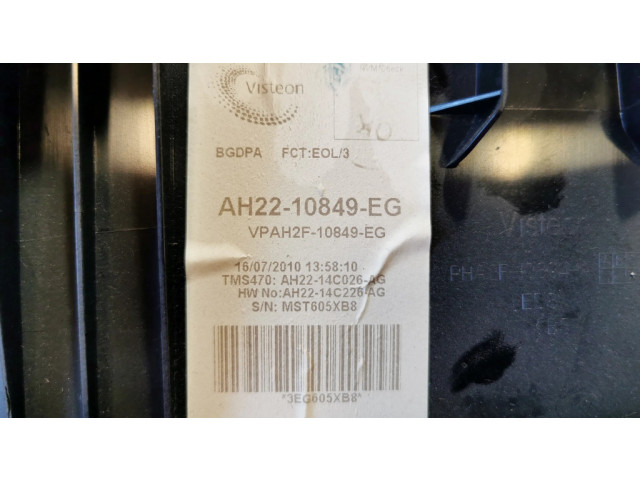 Visteon
40
BGDPA FCT:EOL/3
AH22-10849-EG
VPAH2F-10849-EG
16/07/2010 13:58:10
TMS470: AH22-14C026-AG
HW No:AH22-14C226-AG
S/N: MST605XB8
*3EG605XB8*
Visteon